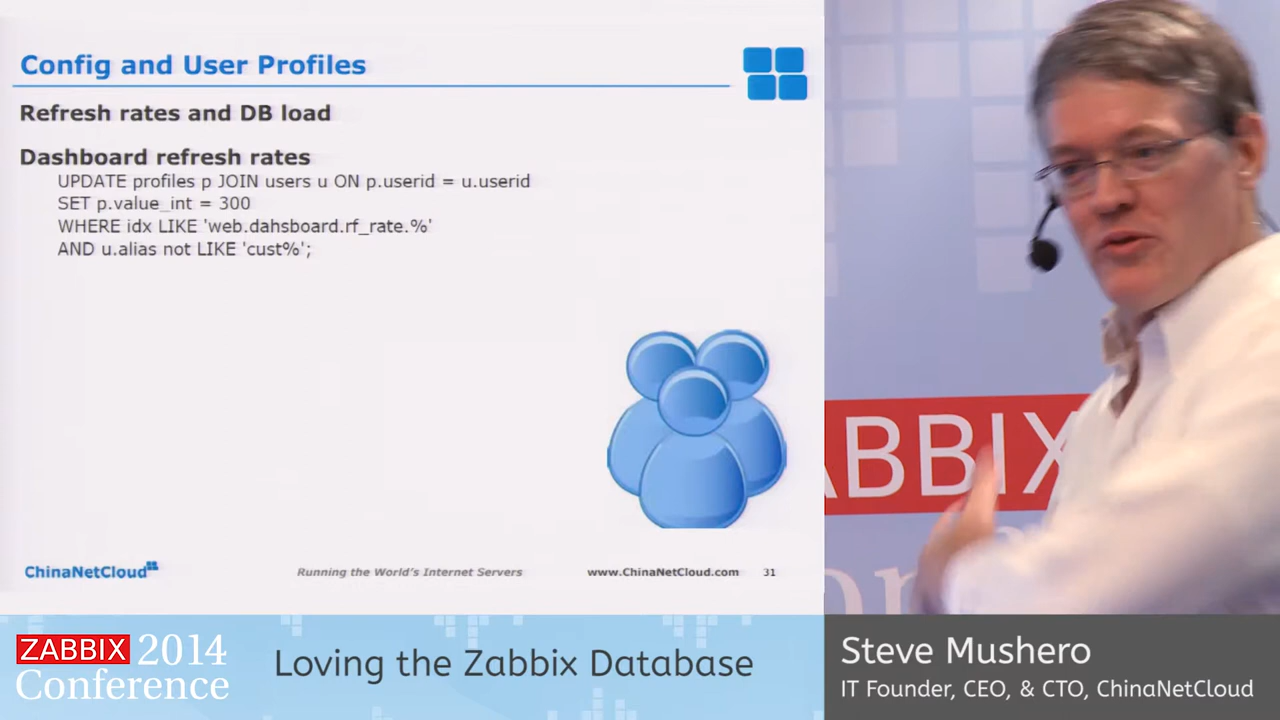 Config and User Profiles
Refresh rates and DB load
Dashboard refresh rates
UPDATE profiles p JOIN users u ON p.userid = u.userid
SET p.value_int = 300
WHERE idx LIKE 'web.dahsboard.rf_rate.%'
AND u.alias not LIKE 'cust%';
ChinaNetCloud
Running the World's Internet Servers
www.ChinaNetCloud.com
31
ABBIX
on
ZABBIX 2014
Conference
Loving the Zabbix Database
Steve Mushero
IT Founder, CEO, & CTO, ChinaNetCloud